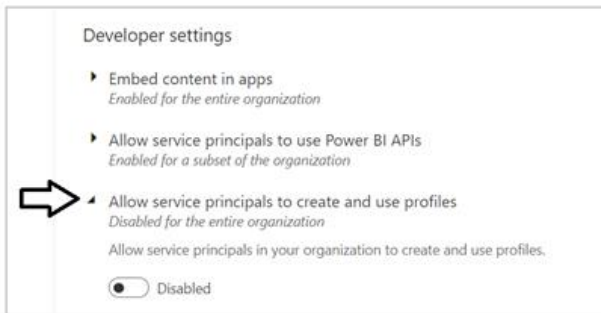 Developer settings
Embed content in apps
Enabled for the entire organization
Allow service principals to use Power BI APIs
Enabled for a subset of the organization
Allow service principals to create and use profiles
Disabled for the entire organization
Allow service principals in your organization to create and use profiles.
Disabled